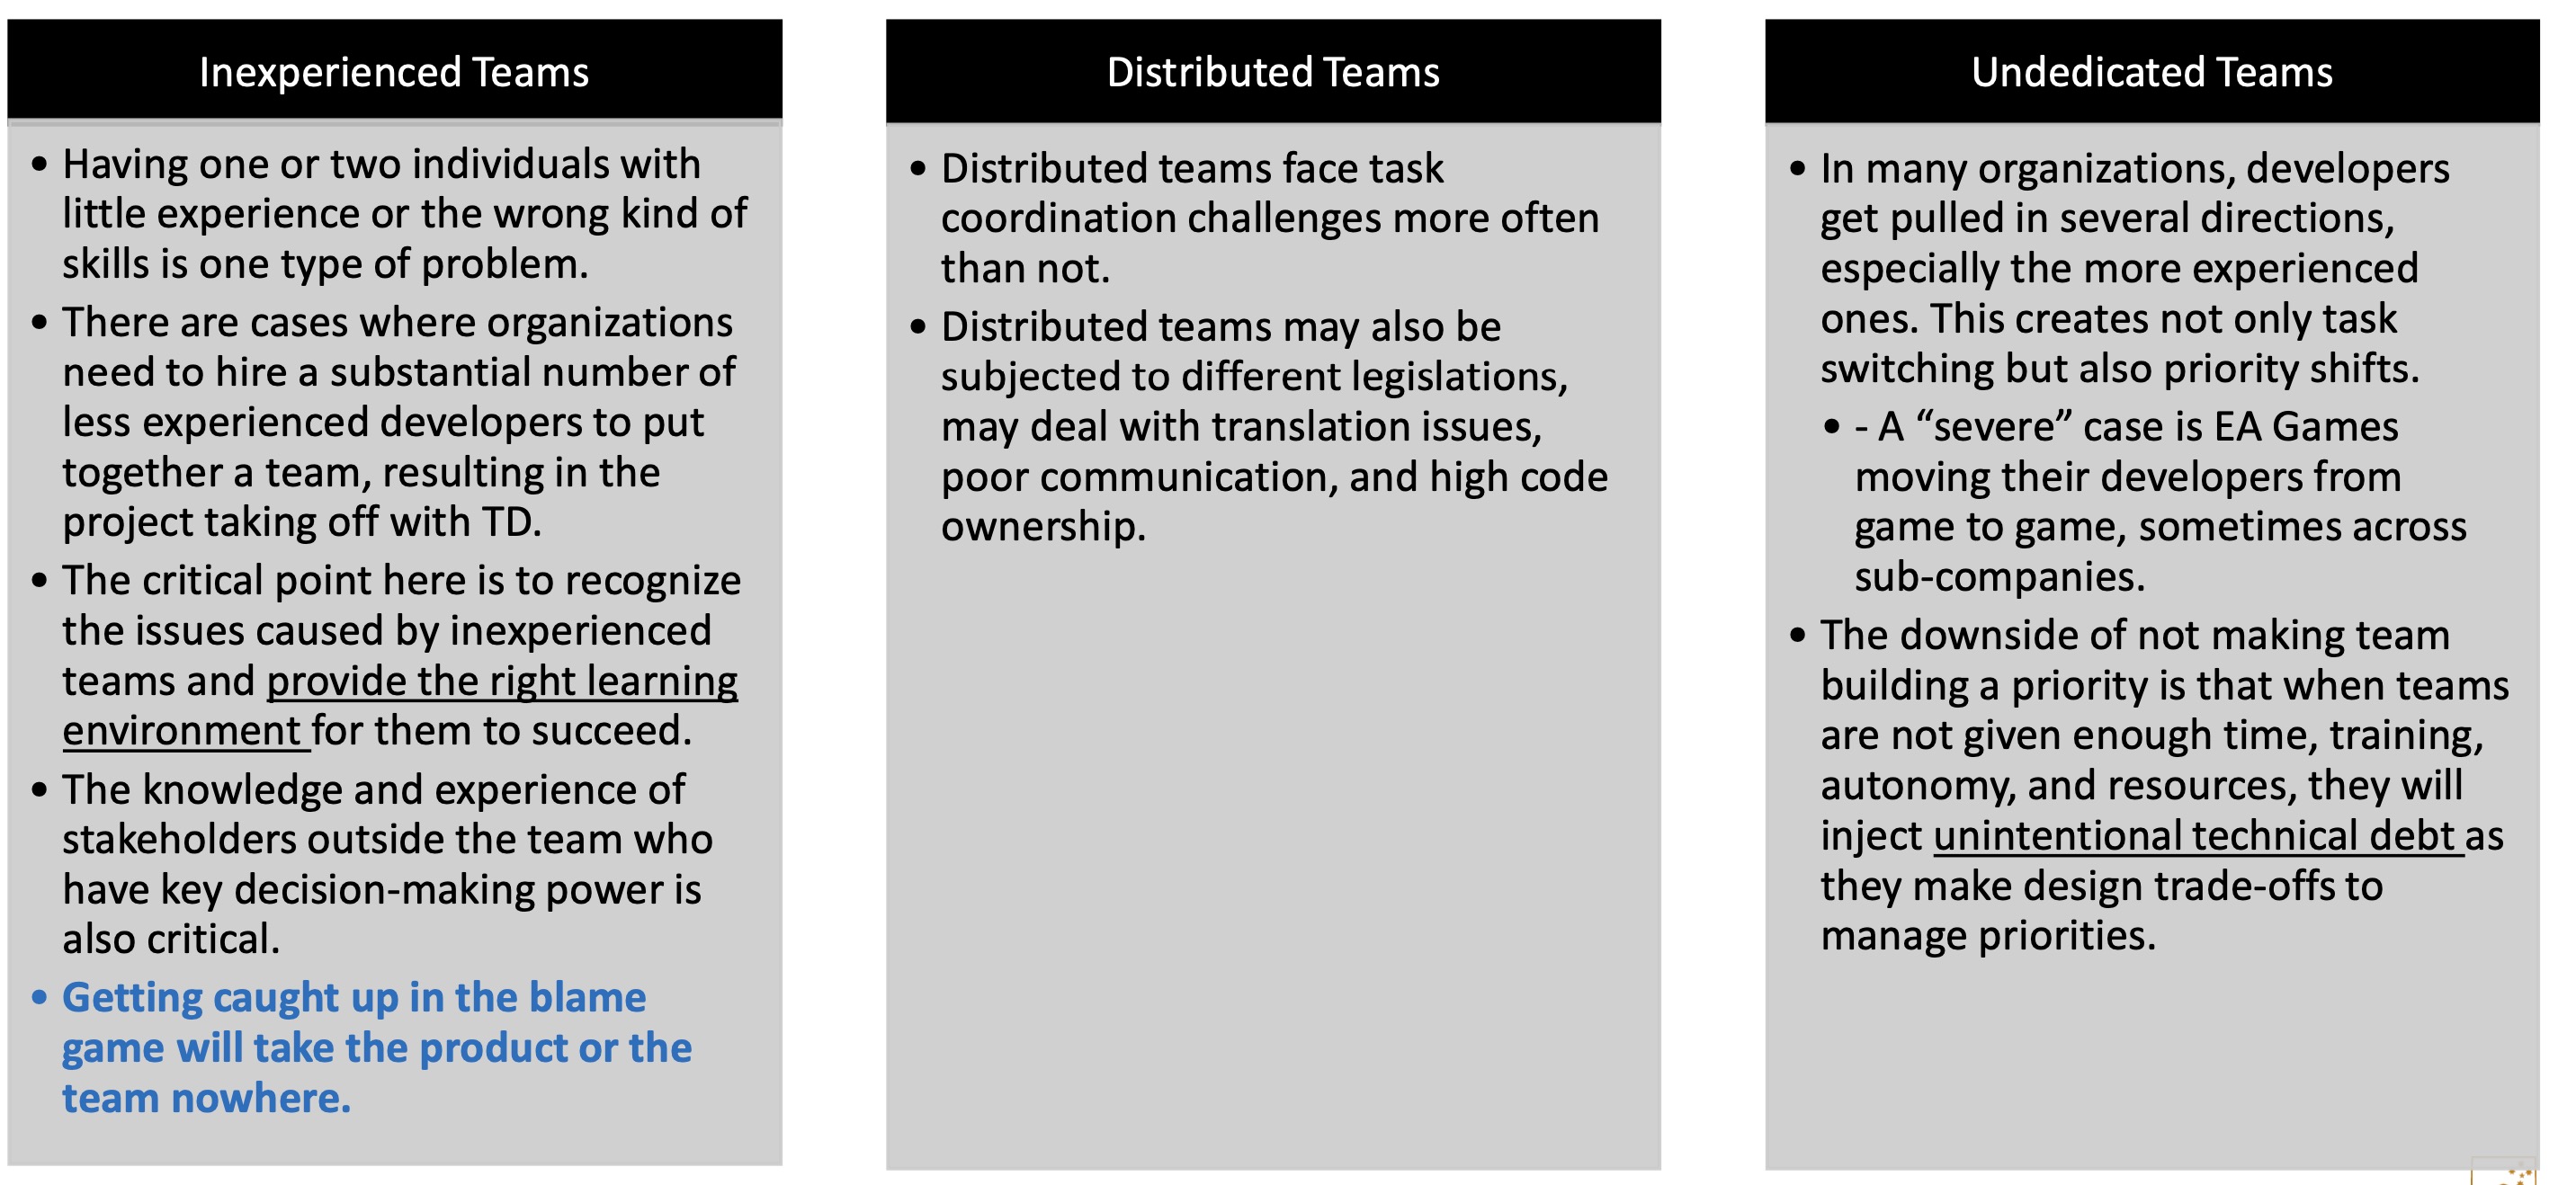 Inexperienced Teams
• Having one or two individuals with
little experience or the wrong kind of
skills is one type of problem.
• There are cases where organizations
need to hire a substantial number of
less experienced developers to put
together a team, resulting in the
project taking off with TD.
• The critical point here is to recognize
the issues caused by inexperienced
teams and provide the right learning
environment for them to succeed.
• The knowledge and experience of
stakeholders outside the team who
have key decision-making power is
also critical.
• Getting caught up in the blame
game will take the product or the
team nowhere.
Distributed Teams
• Distributed teams face task
coordination challenges more often
than not.
• Distributed teams may also be
subjected to different legislations,
may deal with translation issues,
poor communication, and high code
ownership.
Undedicated Teams
• In many organizations, developers
get pulled in several directions,
especially the more experienced
ones. This creates not only task
switching but also priority shifts.
• - A “severe” case is EA Games
moving their developers from
game to game, sometimes across
sub-companies.
• The downside of not making team
building a priority is that when teams
are not given enough time, training,
autonomy, and resources, they will
inject unintentional technical debt as
they make design trade-offs to
manage priorities.